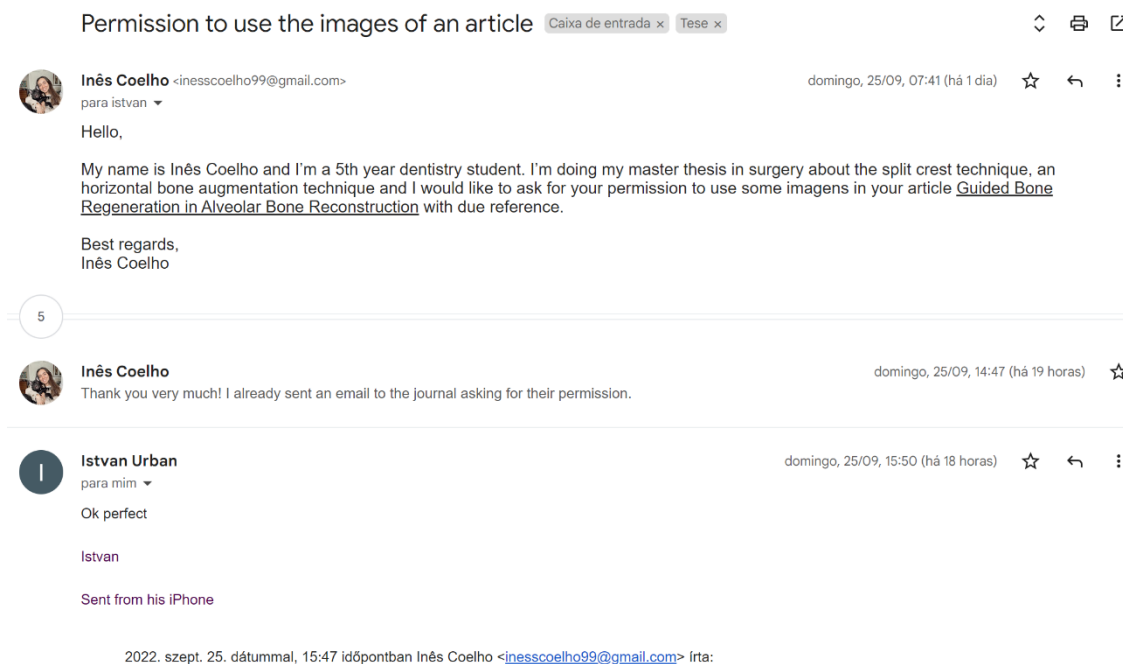 Permission to use the images of an article Caixa de entrada x Tese x
Inês Coelho <inesscoelho99@gmail.com> domingo, 25/09, 07:41 (há 1 dia)
para istvan
Hello,
My name is Inês Coelho and I'm a 5th year dentistry student. I'm doing my master thesis in surgery about the split crest technique, an
horizontal bone augmentation technique and I would like to ask for your permission to use some imagens in your article Guided Bone
Regeneration in Alveolar Bone Reconstruction with due reference.
Best regards,
Inês Coelho
5
Inês Coelho domingo, 25/09, 14:47 (há 19 horas)
Thank you very much! I already sent an email to the journal asking for their permission.
I
Istvan Urban domingo, 25/09, 15:50 (há 18 horas)
para mim
Ok perfect
Istvan
Sent from his iPhone
2022. szept. 25. dátummal, 15:47 időpontban Inês Coelho <inesscoelho99@gmail.com> írta: